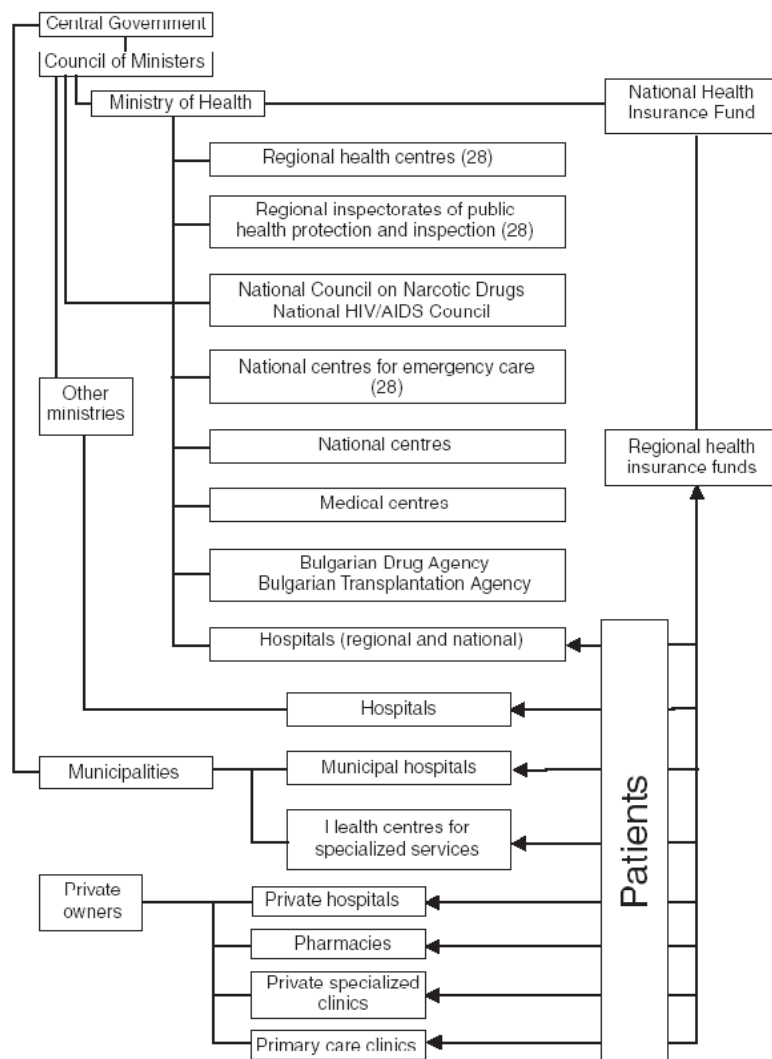 Central Government
Council of Ministers
Ministry of Health
National Health
Insurance Fund
Regional health centres (28)
Regional inspectorates of public
health protection and inspection (28)
National Council on Narcotic Drugs
National HIV/AIDS Council
National centres for emergency care
(28)
Other
ministries
National centres
Regional health
insurance funds
Medical centres
Bulgarian Drug Agency
Bulgarian Transplantation Agency
Hospitals (regional and national)
Hospitals
Municipalities
Municipal hospitals
Health centres for
specialized services
Patients
Private
owners
Private hospitals
Pharmacies
Private specialized
clinics
Primary care clinics